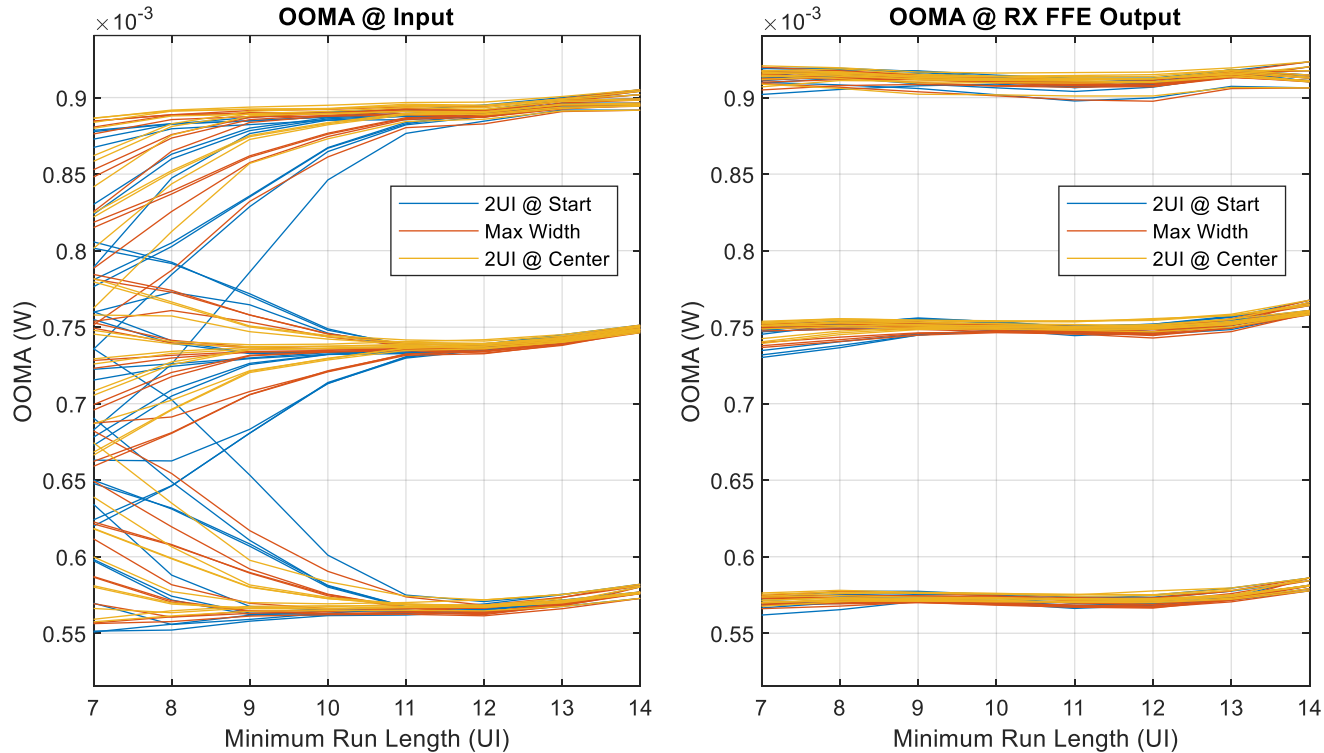 OOMA @ Input
×10⁻³
0.9
0.85
0.8
0.75
0.7
0.65
0.6
0.55
OOMA (W)
2UI @ Start
Max Width
2UI @ Center
7 8 9 10 11 12 13 14
Minimum Run Length (UI)
OOMA @ RX FFE Output
×10⁻³
0.9
0.85
0.8
0.75
0.7
0.65
0.6
0.55
OOMA (W)
2UI @ Start
Max Width
2UI @ Center
7 8 9 10 11 12 13 14
Minimum Run Length (UI)